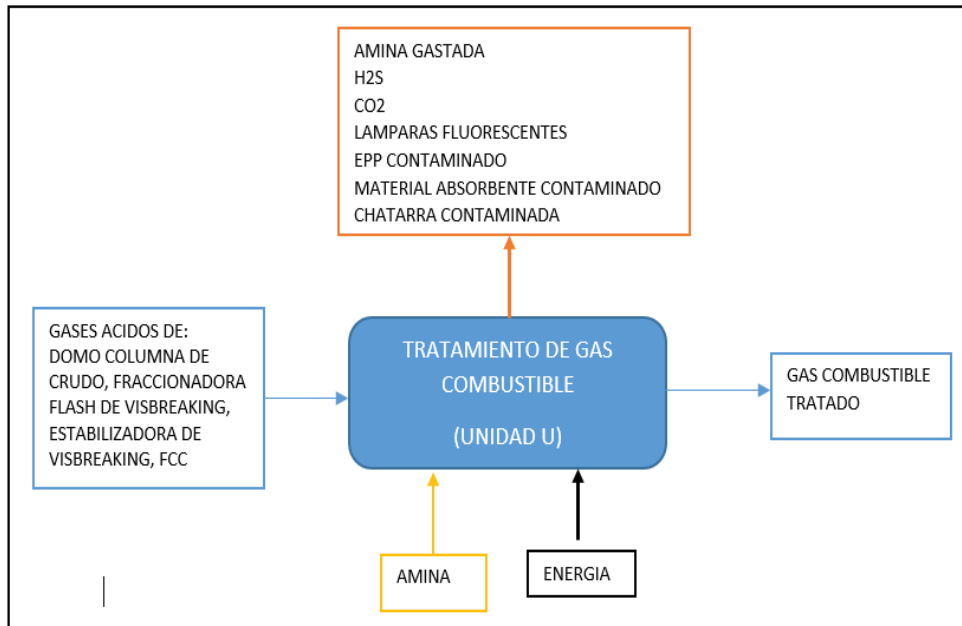 AMINA GASTADA
H2S
CO2
LAMPARAS FLUORESCENTES
EPP CONTAMINADO
MATERIAL ABSORBENTE CONTAMINADO
CHATARRA CONTAMINADA
GASES ACIDOS DE:
DOMO COLUMNA DE
CRUDO, FRACCIONADORA
FLASH DE VISBREAKING,
ESTABILIZADORA DE
VISBREAKING, FCC
TRATAMIENTO DE GAS
COMBUSTIBLE
(UNIDAD U)
GAS COMBUSTIBLE
TRATADO
AMINA
ENERGIA